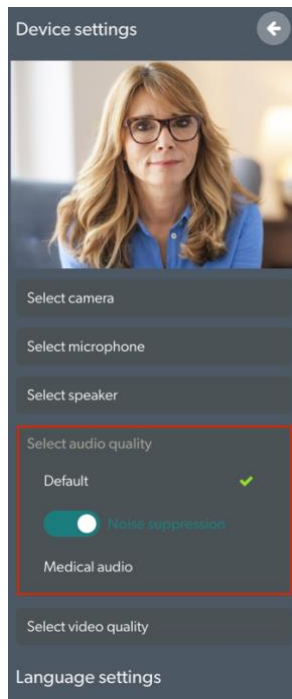 Device settings
Select camera
Select microphone
Select speaker
Select audio quality
Default
Noise suppression
Medical audio
Select video quality
Language settings